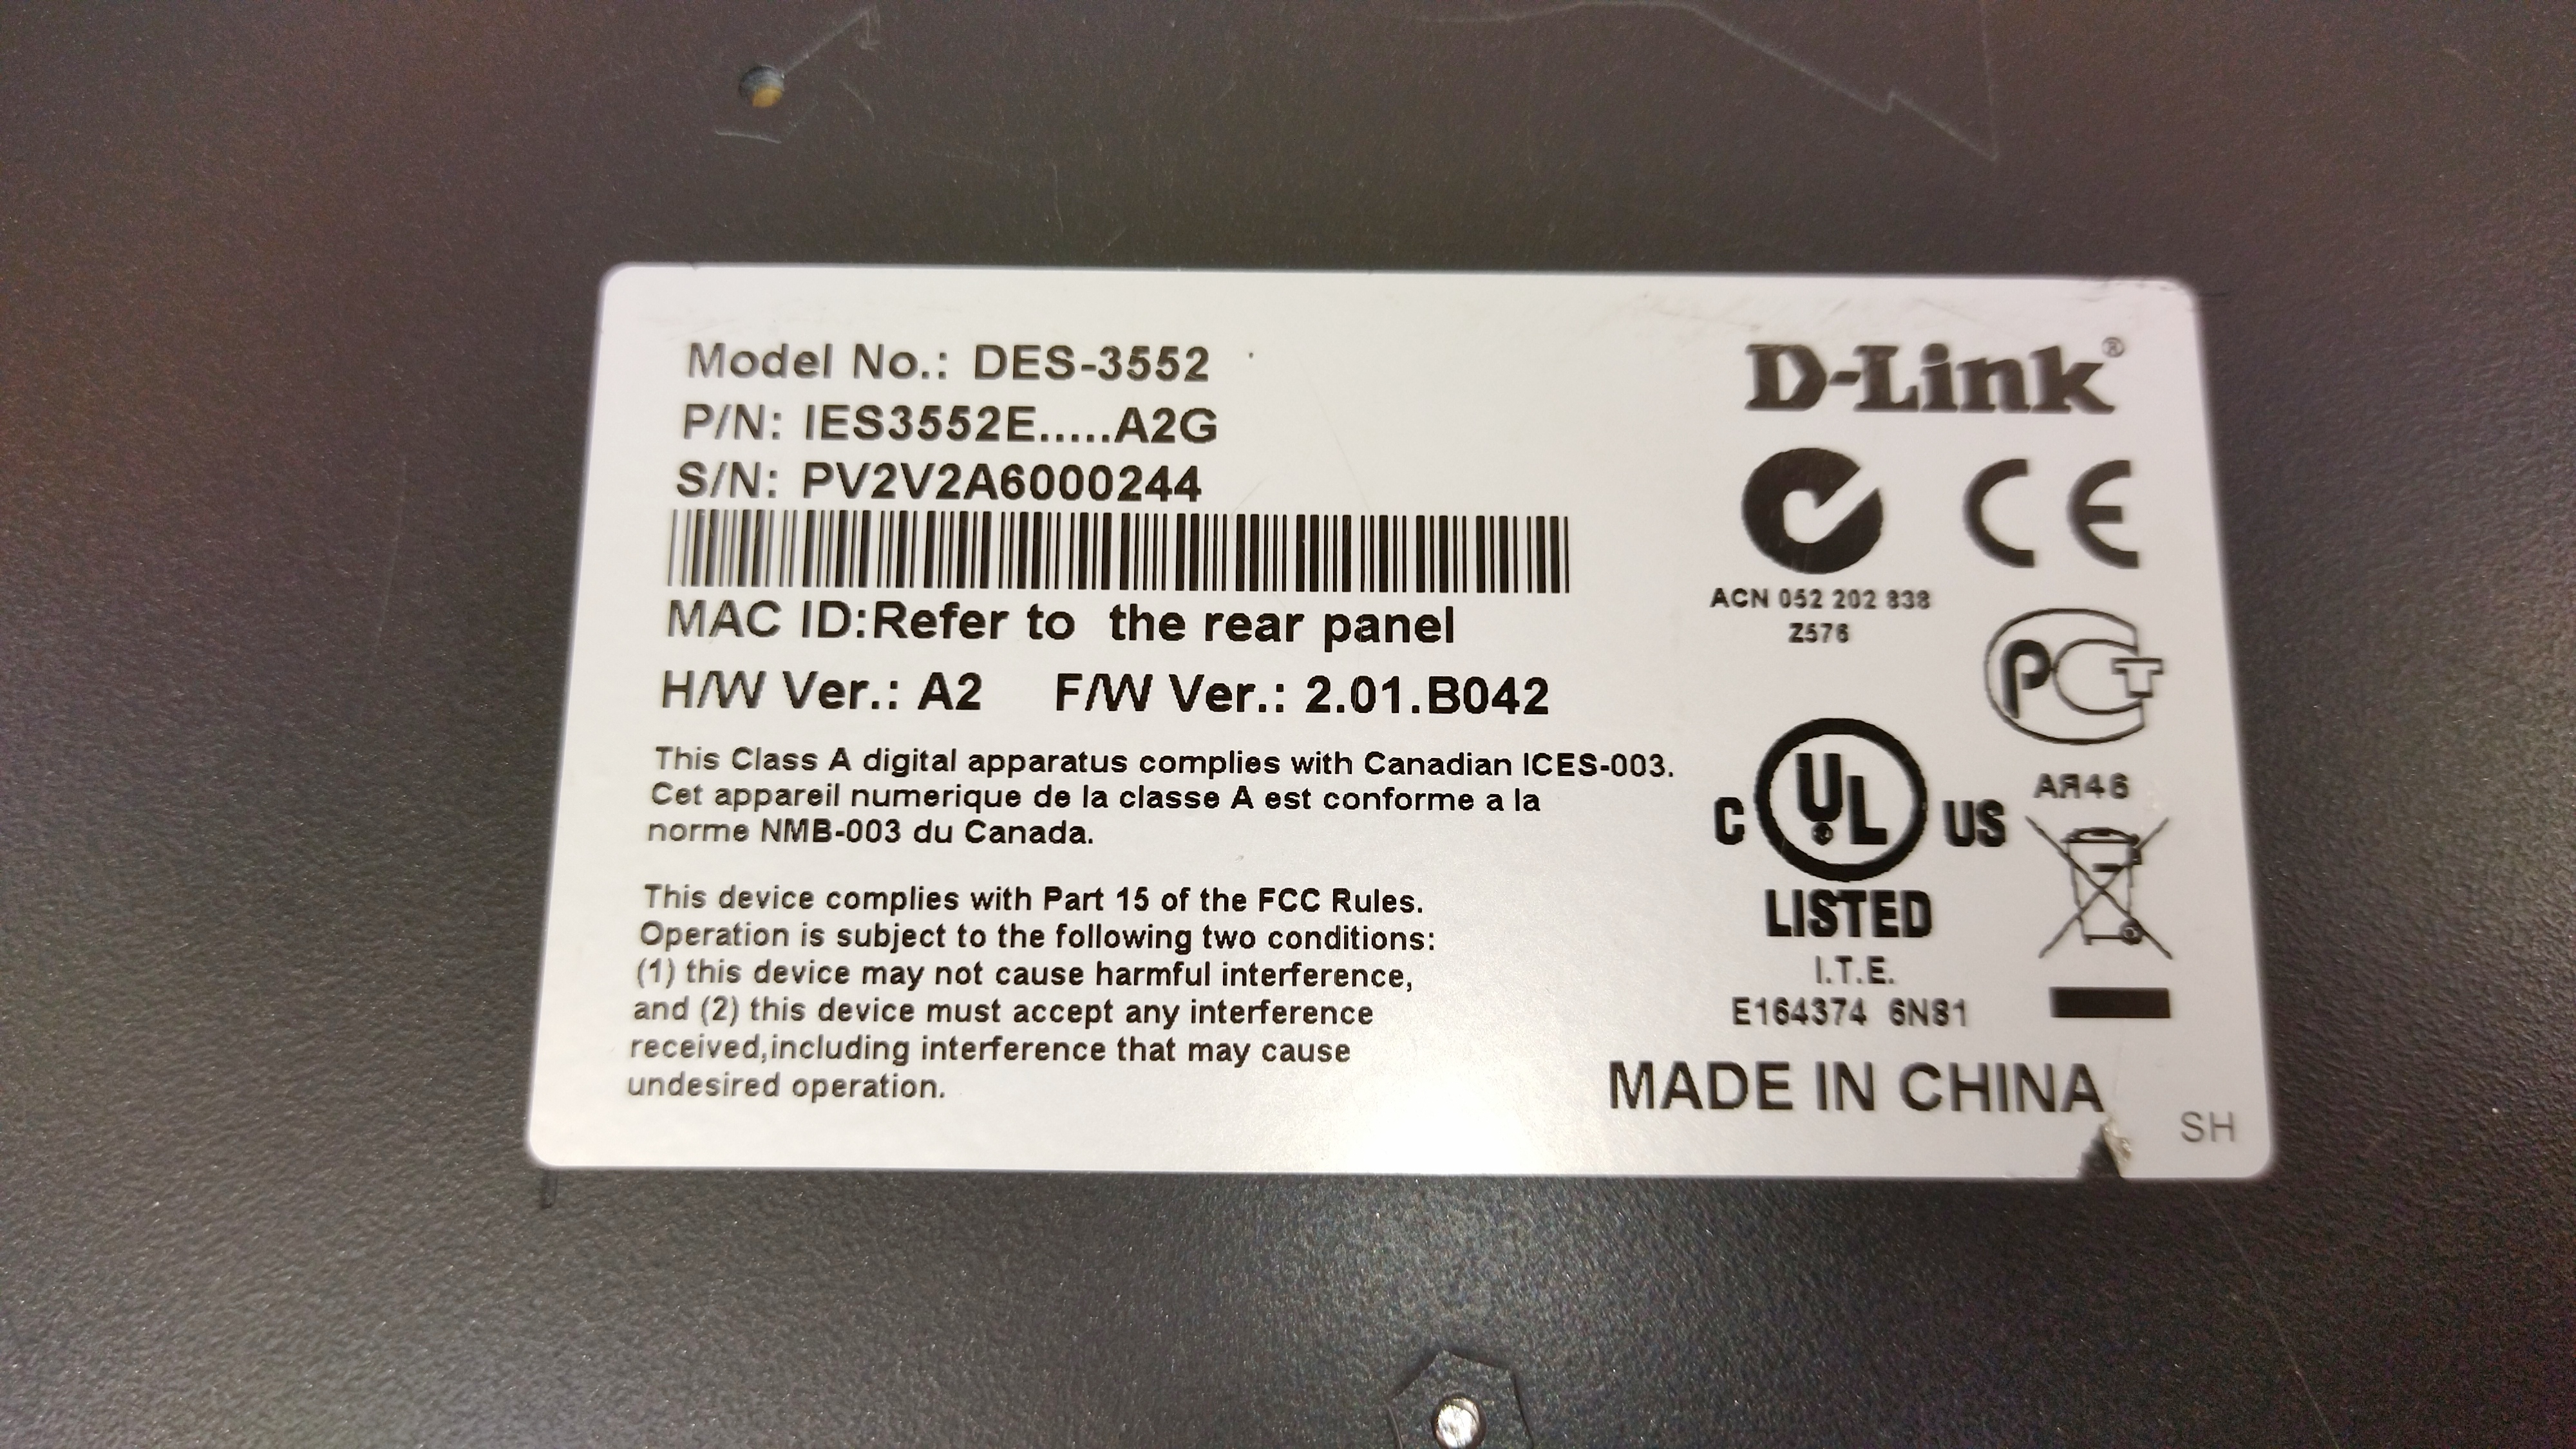 Model No.: DES-3552
P/N: IES3552E.....A2G
S/N: PV2V2A6000244
MAC ID:Refer to the rear panel
H/W Ver.: A2 F/W Ver.: 2.01.B042
This Class A digital apparatus complies with Canadian ICES-003.
Cet appareil numerique de la classe A est conforme a la
norme NMB-003 du Canada.
This device complies with Part 15 of the FCC Rules.
Operation is subject to the following two conditions:
(1) this device may not cause harmful interference,
and (2) this device must accept any interference
received,including interference that may cause
undesired operation.
D-Link®
CE
ACN 052 202 838
Z576
PCT
АЯ46
C UL US
LISTED
I.T.E.
E164374 6N81
MADE IN CHINA
SH